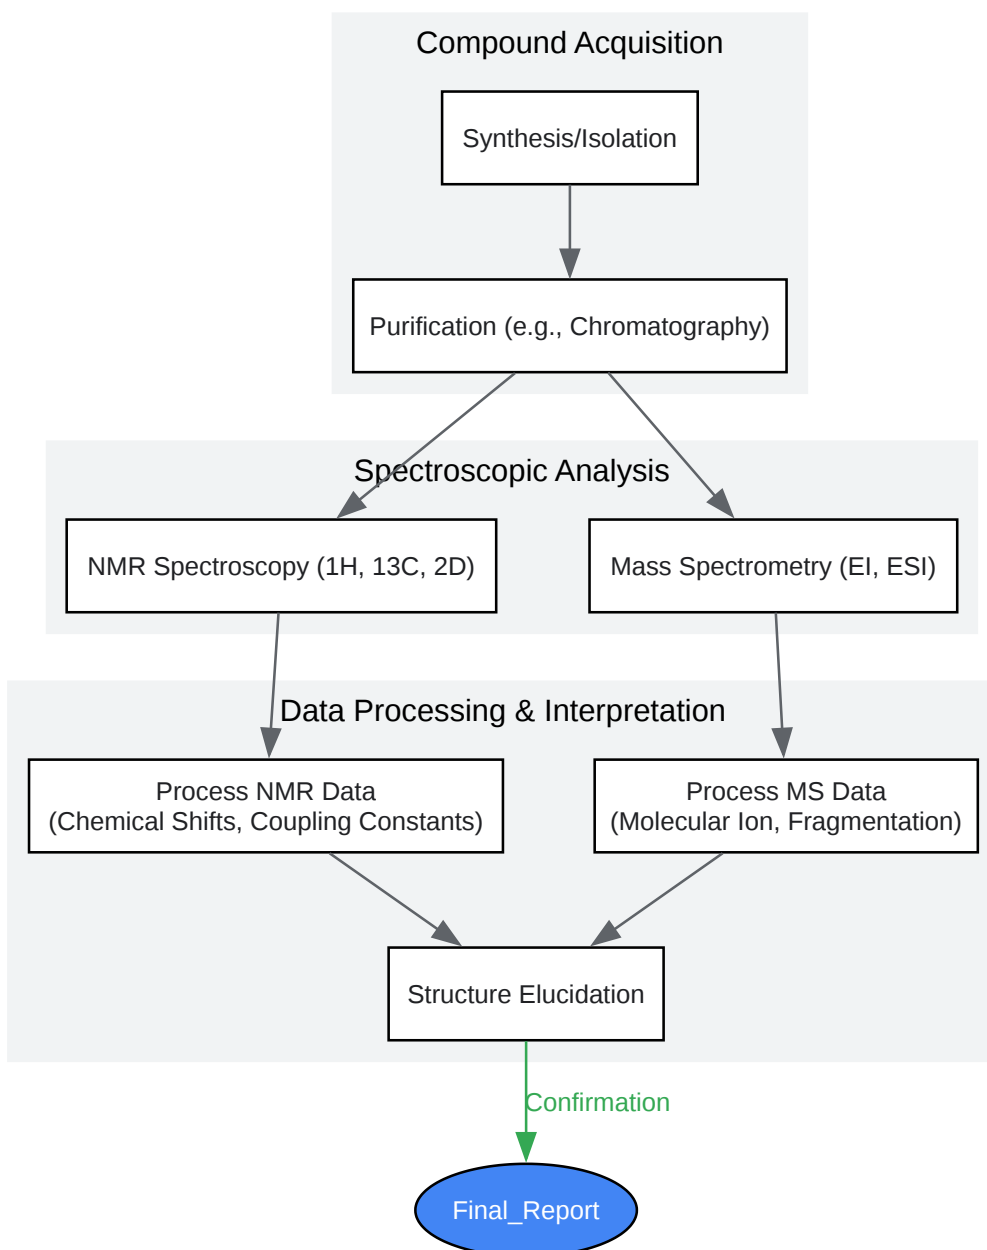 Compound Acquisition
Synthesis/Isolation
Purification (e.g., Chromatography)
Spectroscopic Analysis
NMR Spectroscopy (1H, 13C, 2D)
Mass Spectrometry (EI, ESI)
Data Processing & Interpretation
Process NMR Data
(Chemical Shifts, Coupling Constants)
Process MS Data
(Molecular Ion, Fragmentation)
Structure Elucidation
Confirmation
Final_Report